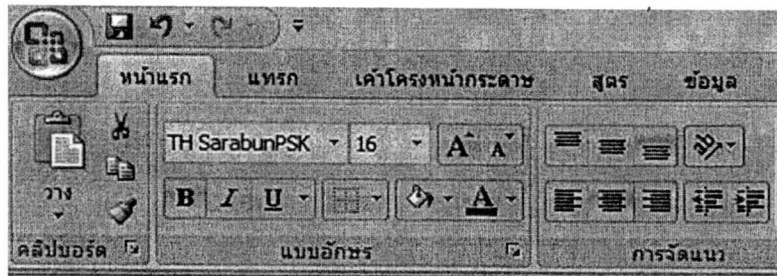 หน้าแรก แทรก เค้าโครงหน้ากระดาษ สูตร ข้อมูล
TH SarabunPSK 16 A A
วาง B I U A
คลิปบอร์ด แบบอักษร การจัดแนว